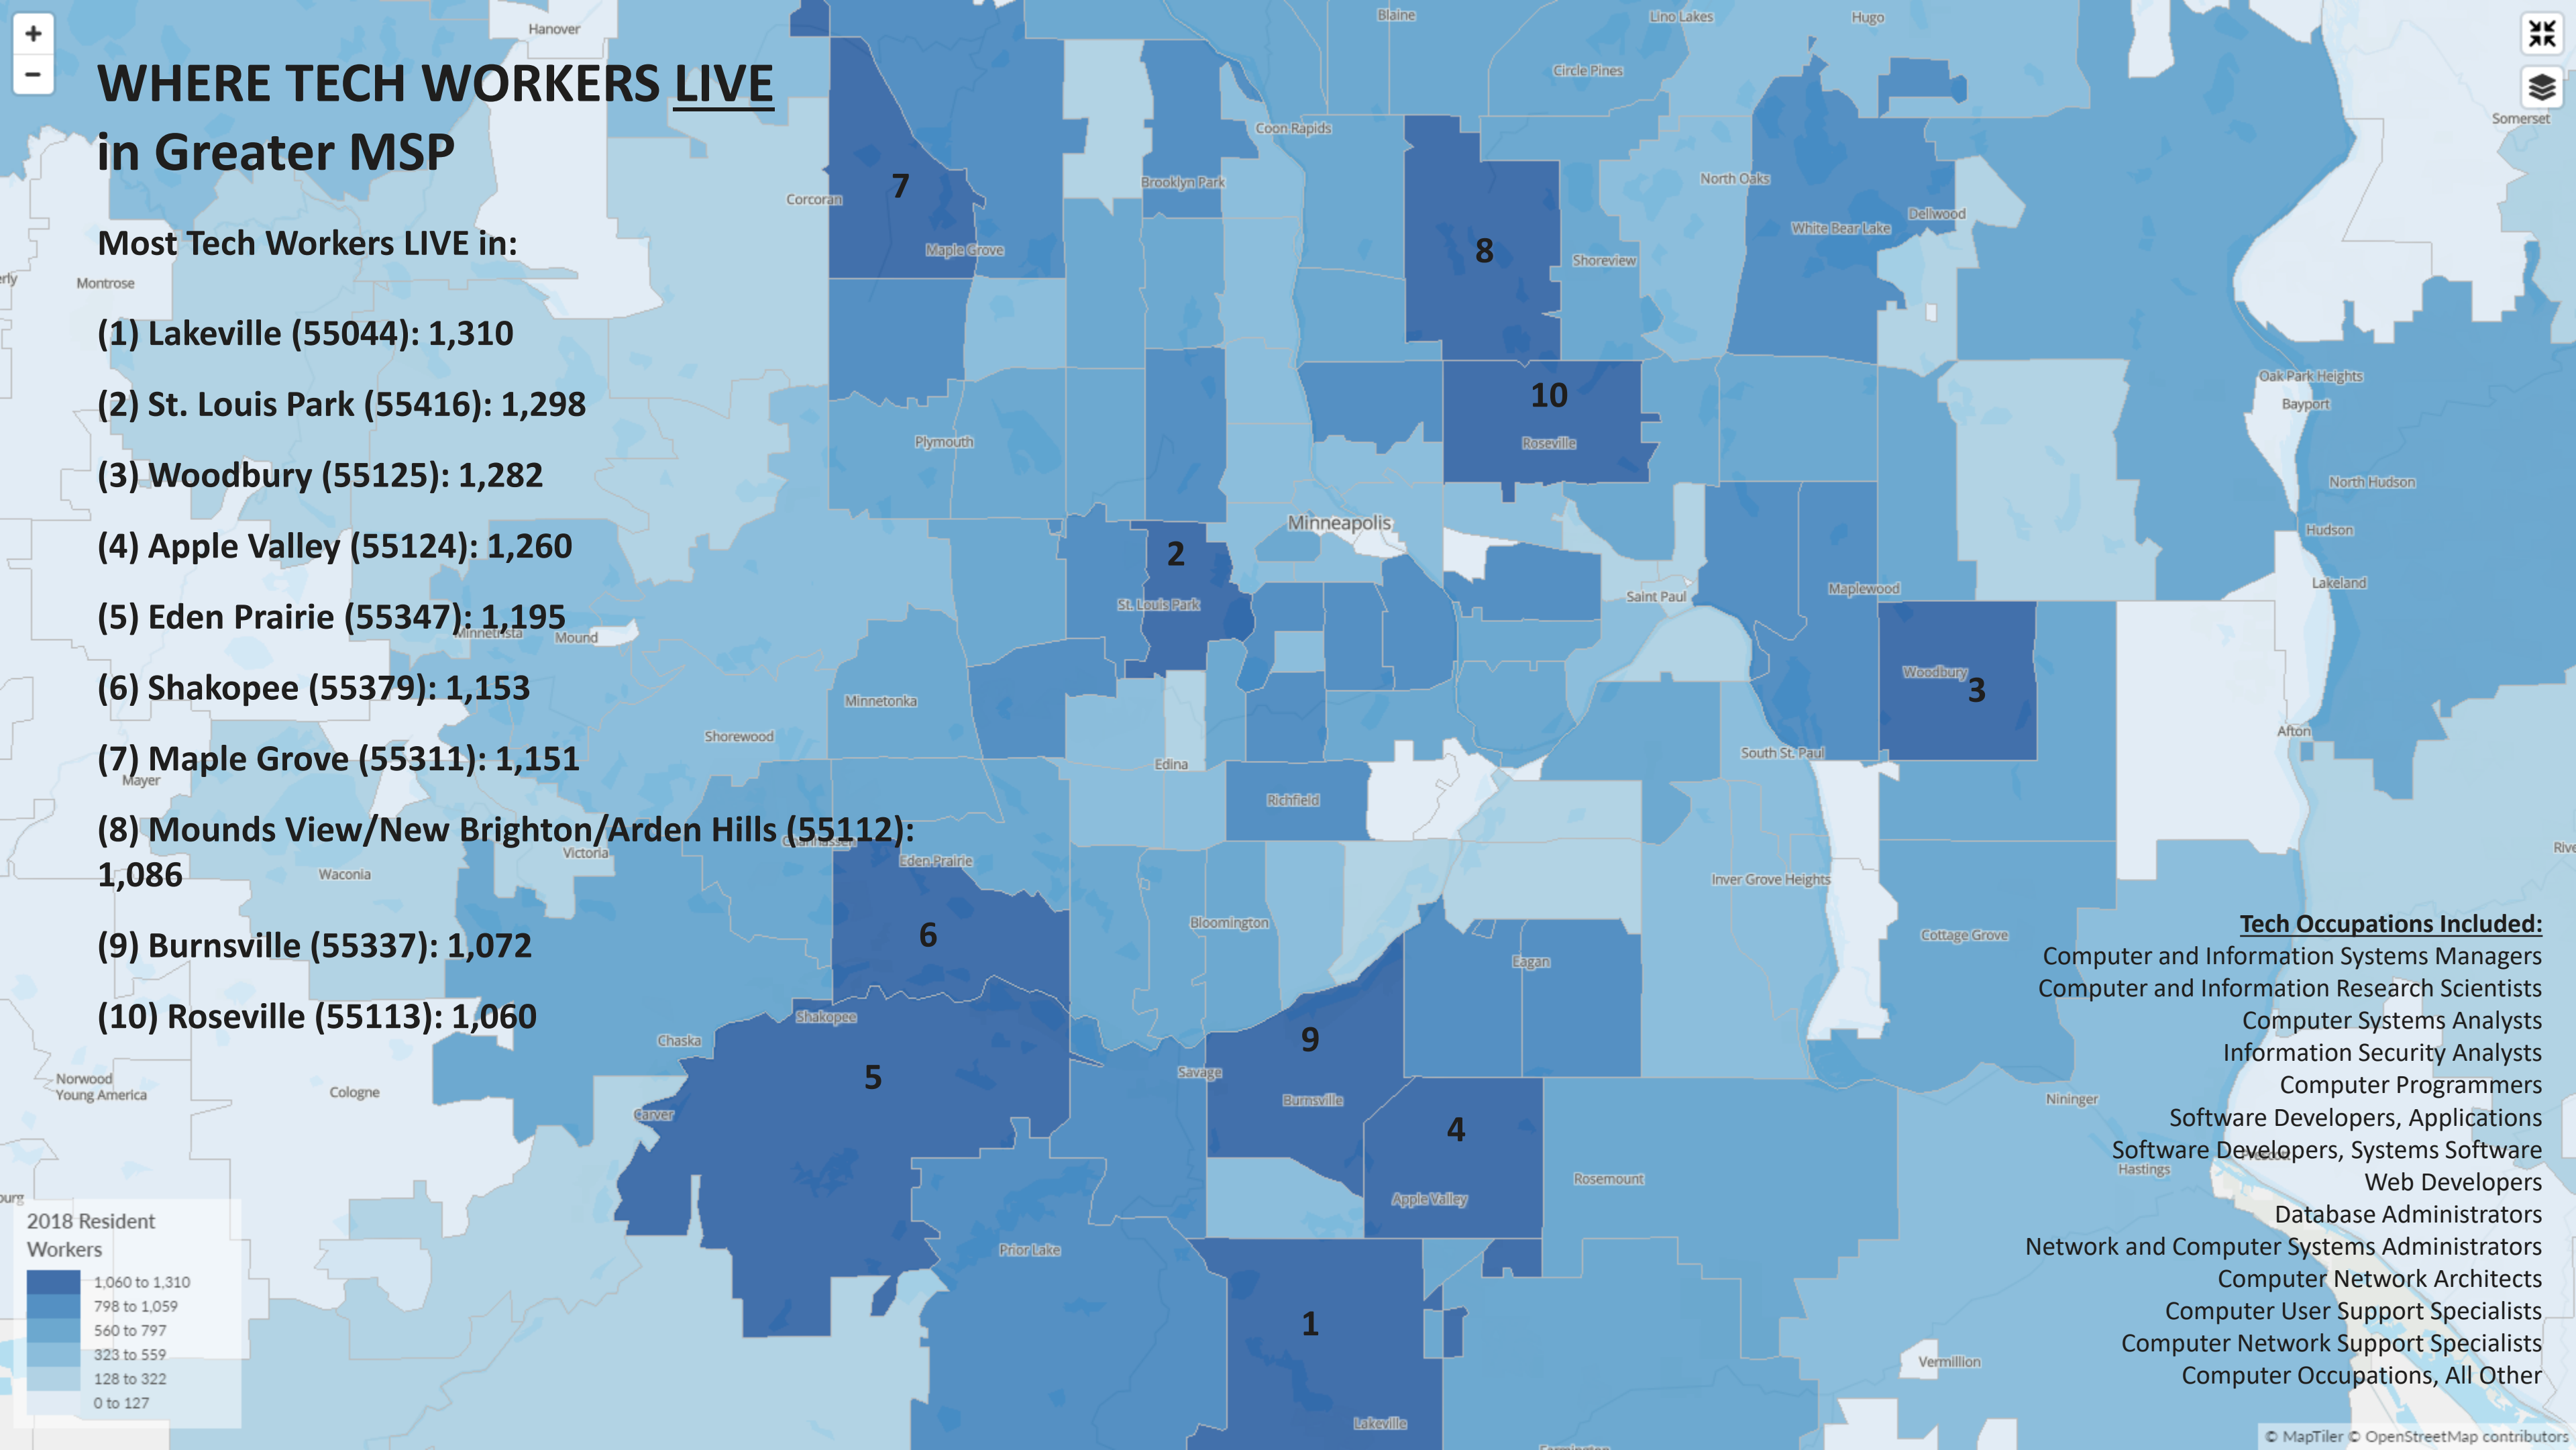 WHERE TECH WORKERS LIVE
in Greater MSP
Most Tech Workers LIVE in:
(1) Lakeville (55044): 1,310
(2) St. Louis Park (55416): 1,298
(3) Woodbury (55125): 1,282
(4) Apple Valley (55124): 1,260
(5) Eden Prairie (55347): 1,195
(6) Shakopee (55379): 1,153
(7) Maple Grove (55311): 1,151
(8) Mounds View/New Brighton/Arden Hills (55112):
1,086
(9) Burnsville (55337): 1,072
(10) Roseville (55113): 1,060
2018 Resident
Workers
1,060 to 1,310
798 to 1,059
560 to 797
323 to 559
128 to 322
0 to 127
+
−
Hanover
Blaine
Lino Lakes
Hugo
Circle Pines
Somerset
Coon Rapids
Brooklyn Park
North Oaks
7
Corcoran
Dellwood
White Bear Lake
Maple Grove
8
Shoreview
Montrose
Oak Park Heights
10
Bayport
Plymouth
Roseville
North Hudson
Minneapolis
Hudson
2
Lakeland
Maplewood
Saint Paul
St. Louis Park
Minnetrista
Mound
Woodbury
3
Minnetonka
Afton
Shorewood
South St. Paul
Edina
Mayer
Richfield
Chanhassen
Victoria
Eden Prairie
Waconia
Inver Grove Heights
Bloomington
6
Cottage Grove
Eagan
Shakopee
Chaska
9
5
Savage
Norwood
Young America
Cologne
Burnsville
Nininger
Carver
4
Hastings
Rosemount
Apple Valley
Prior Lake
1
Vermillion
Lakeville
Tech Occupations Included:
Computer and Information Systems Managers
Computer and Information Research Scientists
Computer Systems Analysts
Information Security Analysts
Computer Programmers
Software Developers, Applications
Software Developers, Systems Software
Web Developers
Database Administrators
Network and Computer Systems Administrators
Computer Network Architects
Computer User Support Specialists
Computer Network Support Specialists
Computer Occupations, All Other
© MapTiler © OpenStreetMap contributors